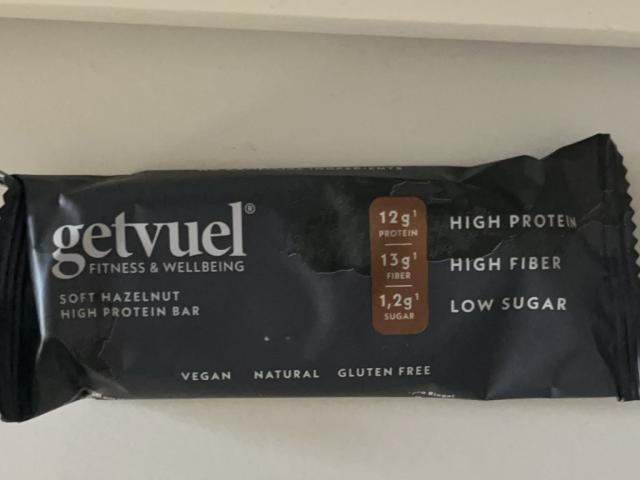 getvuel®
FITNESS & WELLBEING
SOFT HAZELNUT
HIGH PROTEIN BAR
12g¹
PROTEIN
13g¹
FIBER
1,2g¹
SUGAR
HIGH PROTEIN
HIGH FIBER
LOW SUGAR
VEGAN NATURAL GLUTEN FREE